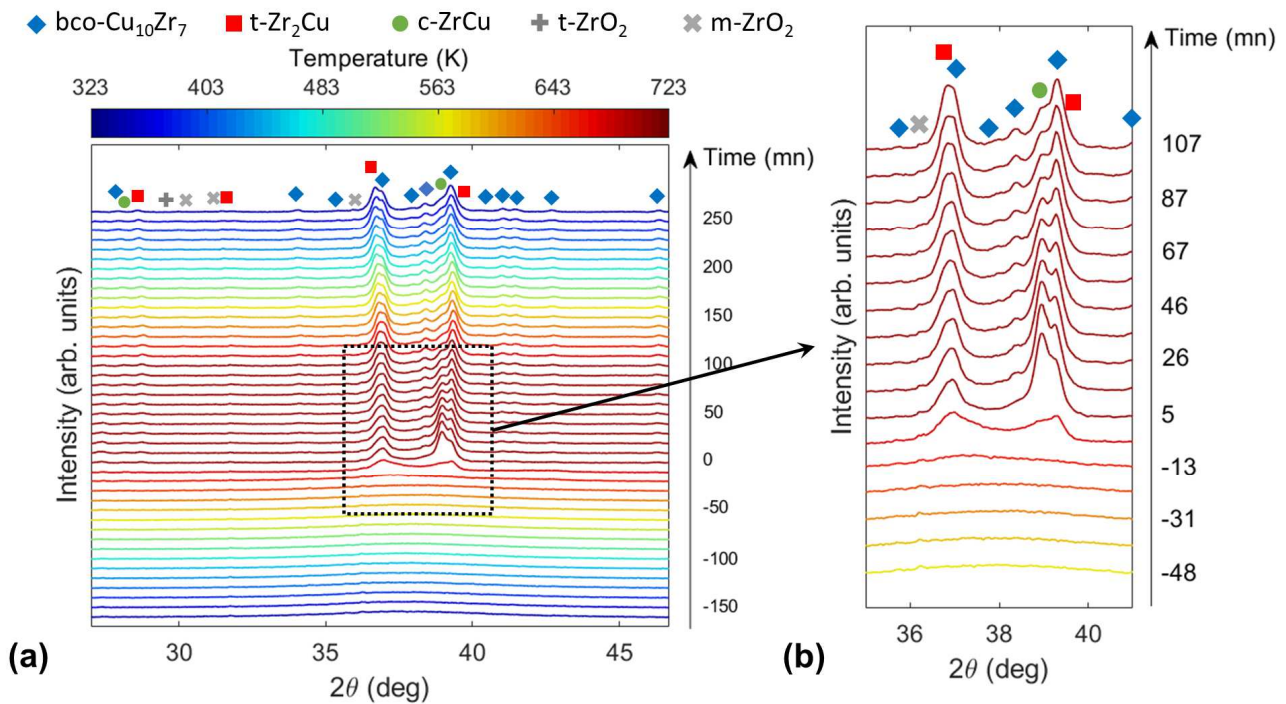 bco-Cu₁₀Zr₇ t-Zr₂Cu c-ZrCu t-ZrO₂ m-ZrO₂
Temperature (K)
323 403 483 563 643 723
Time (mn)
250
200
150
100
50
0
-50
-100
-150
Intensity (arb. units)
30 35 40 45
2θ (deg)
(a)
Time (mn)
107
87
67
46
26
5
-13
-31
-48
Intensity (arb. units)
36 38 40
2θ (deg)
(b)